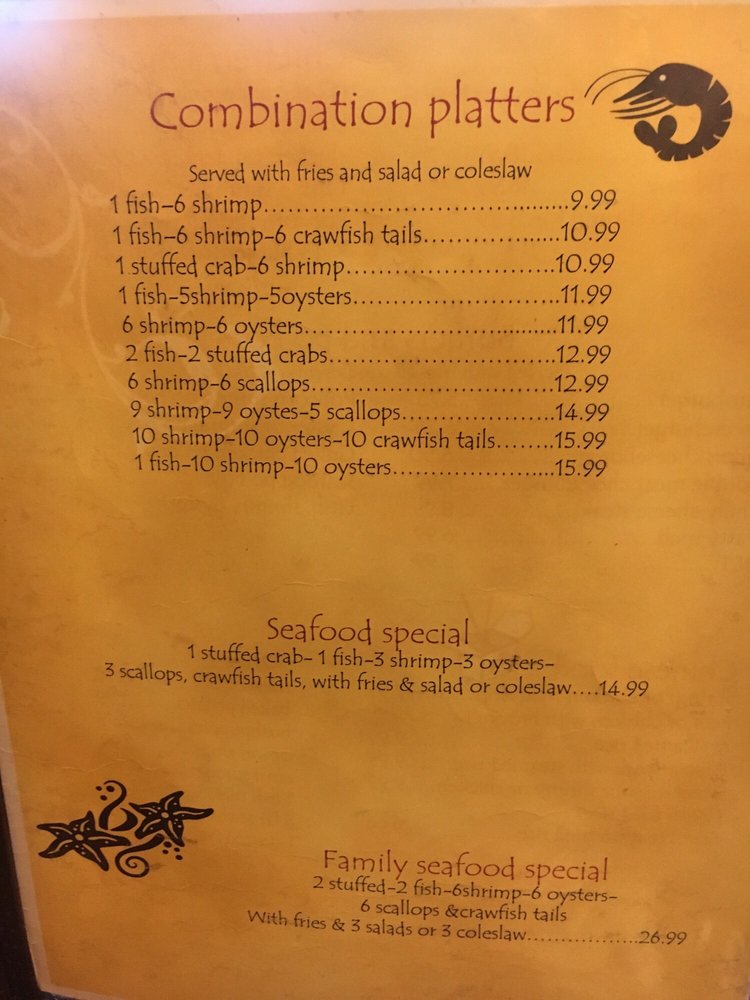 Combination platters
Served with fries and salad or coleslaw
1 fish-6 shrimp......................................9.99
1 fish-6 shrimp-6 crawfish tails..................10.99
1 stuffed crab-6 shrimp...........................10.99
1 fish-5shrimp-5oysters...........................11.99
6 shrimp-6 oysters.................................11.99
2 fish-2 stuffed crabs.............................12.99
6 shrimp-6 scallops................................12.99
9 shrimp-9 oystes-5 scallops....................14.99
10 shrimp-10 oysters-10 crawfish tails........15.99
1 fish-10 shrimp-10 oysters.....................15.99
Seafood special
1 stuffed crab- 1 fish-3 shrimp-3 oysters-
3 scallops, crawfish tails, with fries & salad or coleslaw....14.99
Family seafood special
2 stuffed-2 fish-6shrimp-6 oysters-
6 scallops &crawfish tails
With fries & 3 salads or 3 coleslaw..................26.99